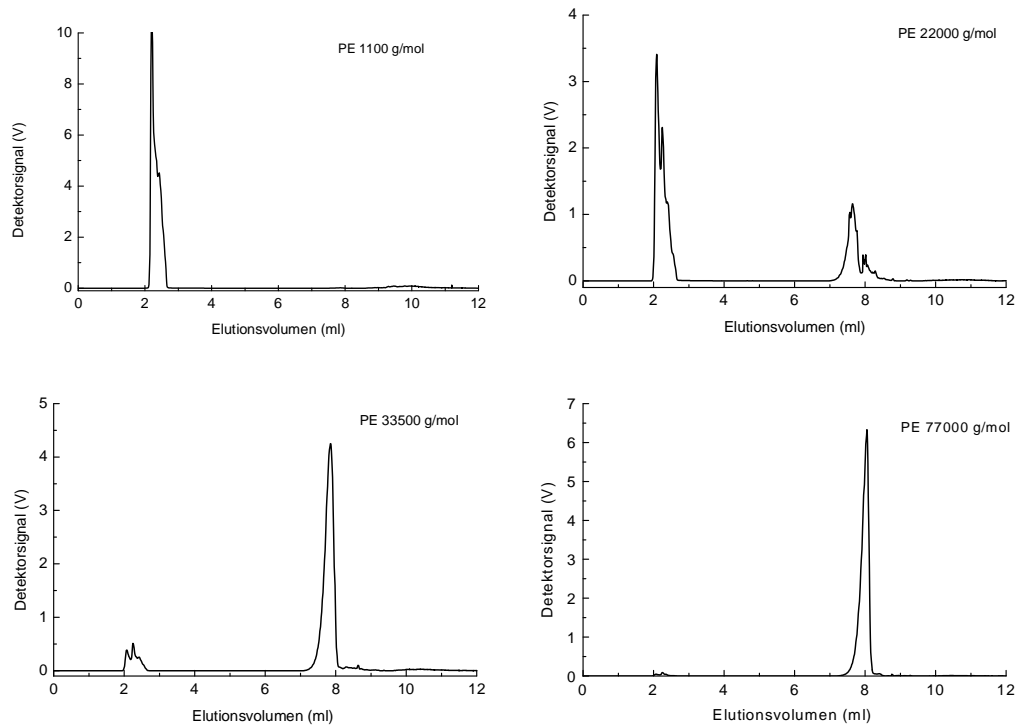 PE 1100 g/mol
10
8
6
4
2
0
Detektorsignal (V)
0 2 4 6 8 10 12
Elutionsvolumen (ml)
PE 22000 g/mol
4
3
2
1
0
Detektorsignal (V)
0 2 4 6 8 10 12
Elutionsvolumen (ml)
PE 33500 g/mol
5
4
3
2
1
0
Detektorsignal (V)
0 2 4 6 8 10 12
Elutionsvolumen (ml)
PE 77000 g/mol
7
6
5
4
3
2
1
0
Detektorsignal (V)
0 2 4 6 8 10 12
Elutionsvolumen (ml)